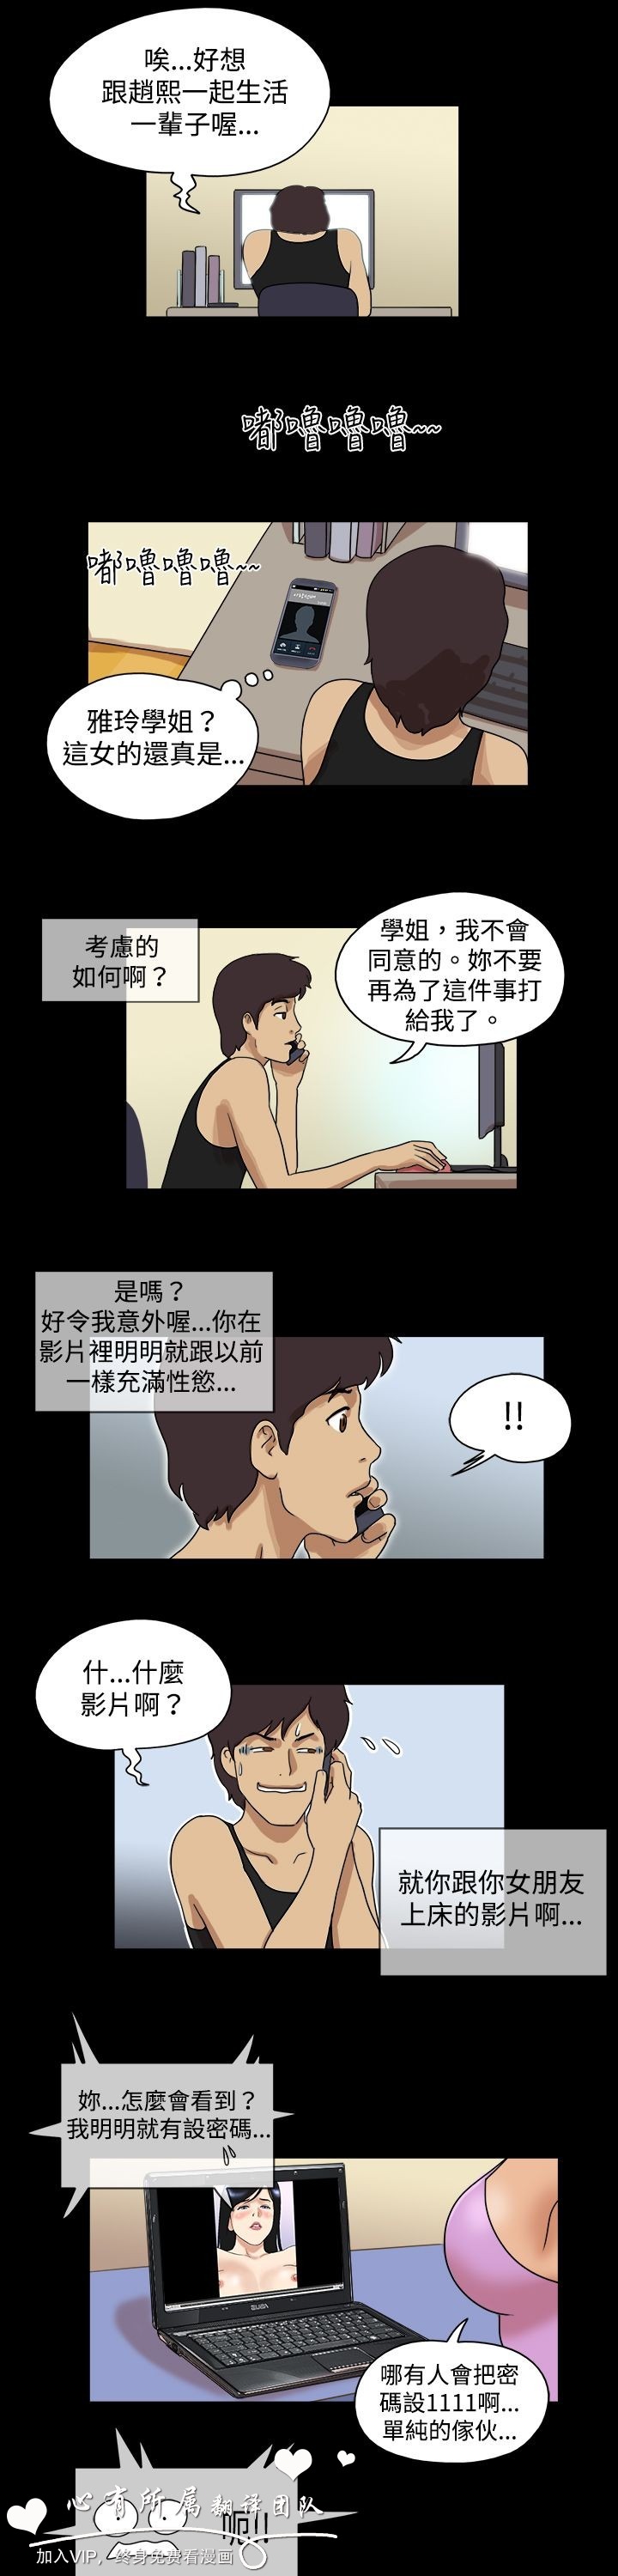 唉...好想
跟趙熙一起生活
一輩子喔...
嘟嚕嚕嚕~~
嘟嚕嚕嚕~~
雅玲學姐？
這女的還真是...
考慮的
如何啊？
學姐，我不會
同意的。妳不要
再為了這件事打
給我了。
是嗎？
好令我意外喔...你在
影片裡明明就跟以前
一樣充滿性慾...
!!
什...什麼
影片啊？
就你跟你女朋友
上床的影片啊...
妳...怎麼會看到？
我明明就有設密碼...
哪有人會把密
碼設1111啊...
單純的傢伙...
呃!!
心有所属翻译团队
加入VIP，终身免费看漫画